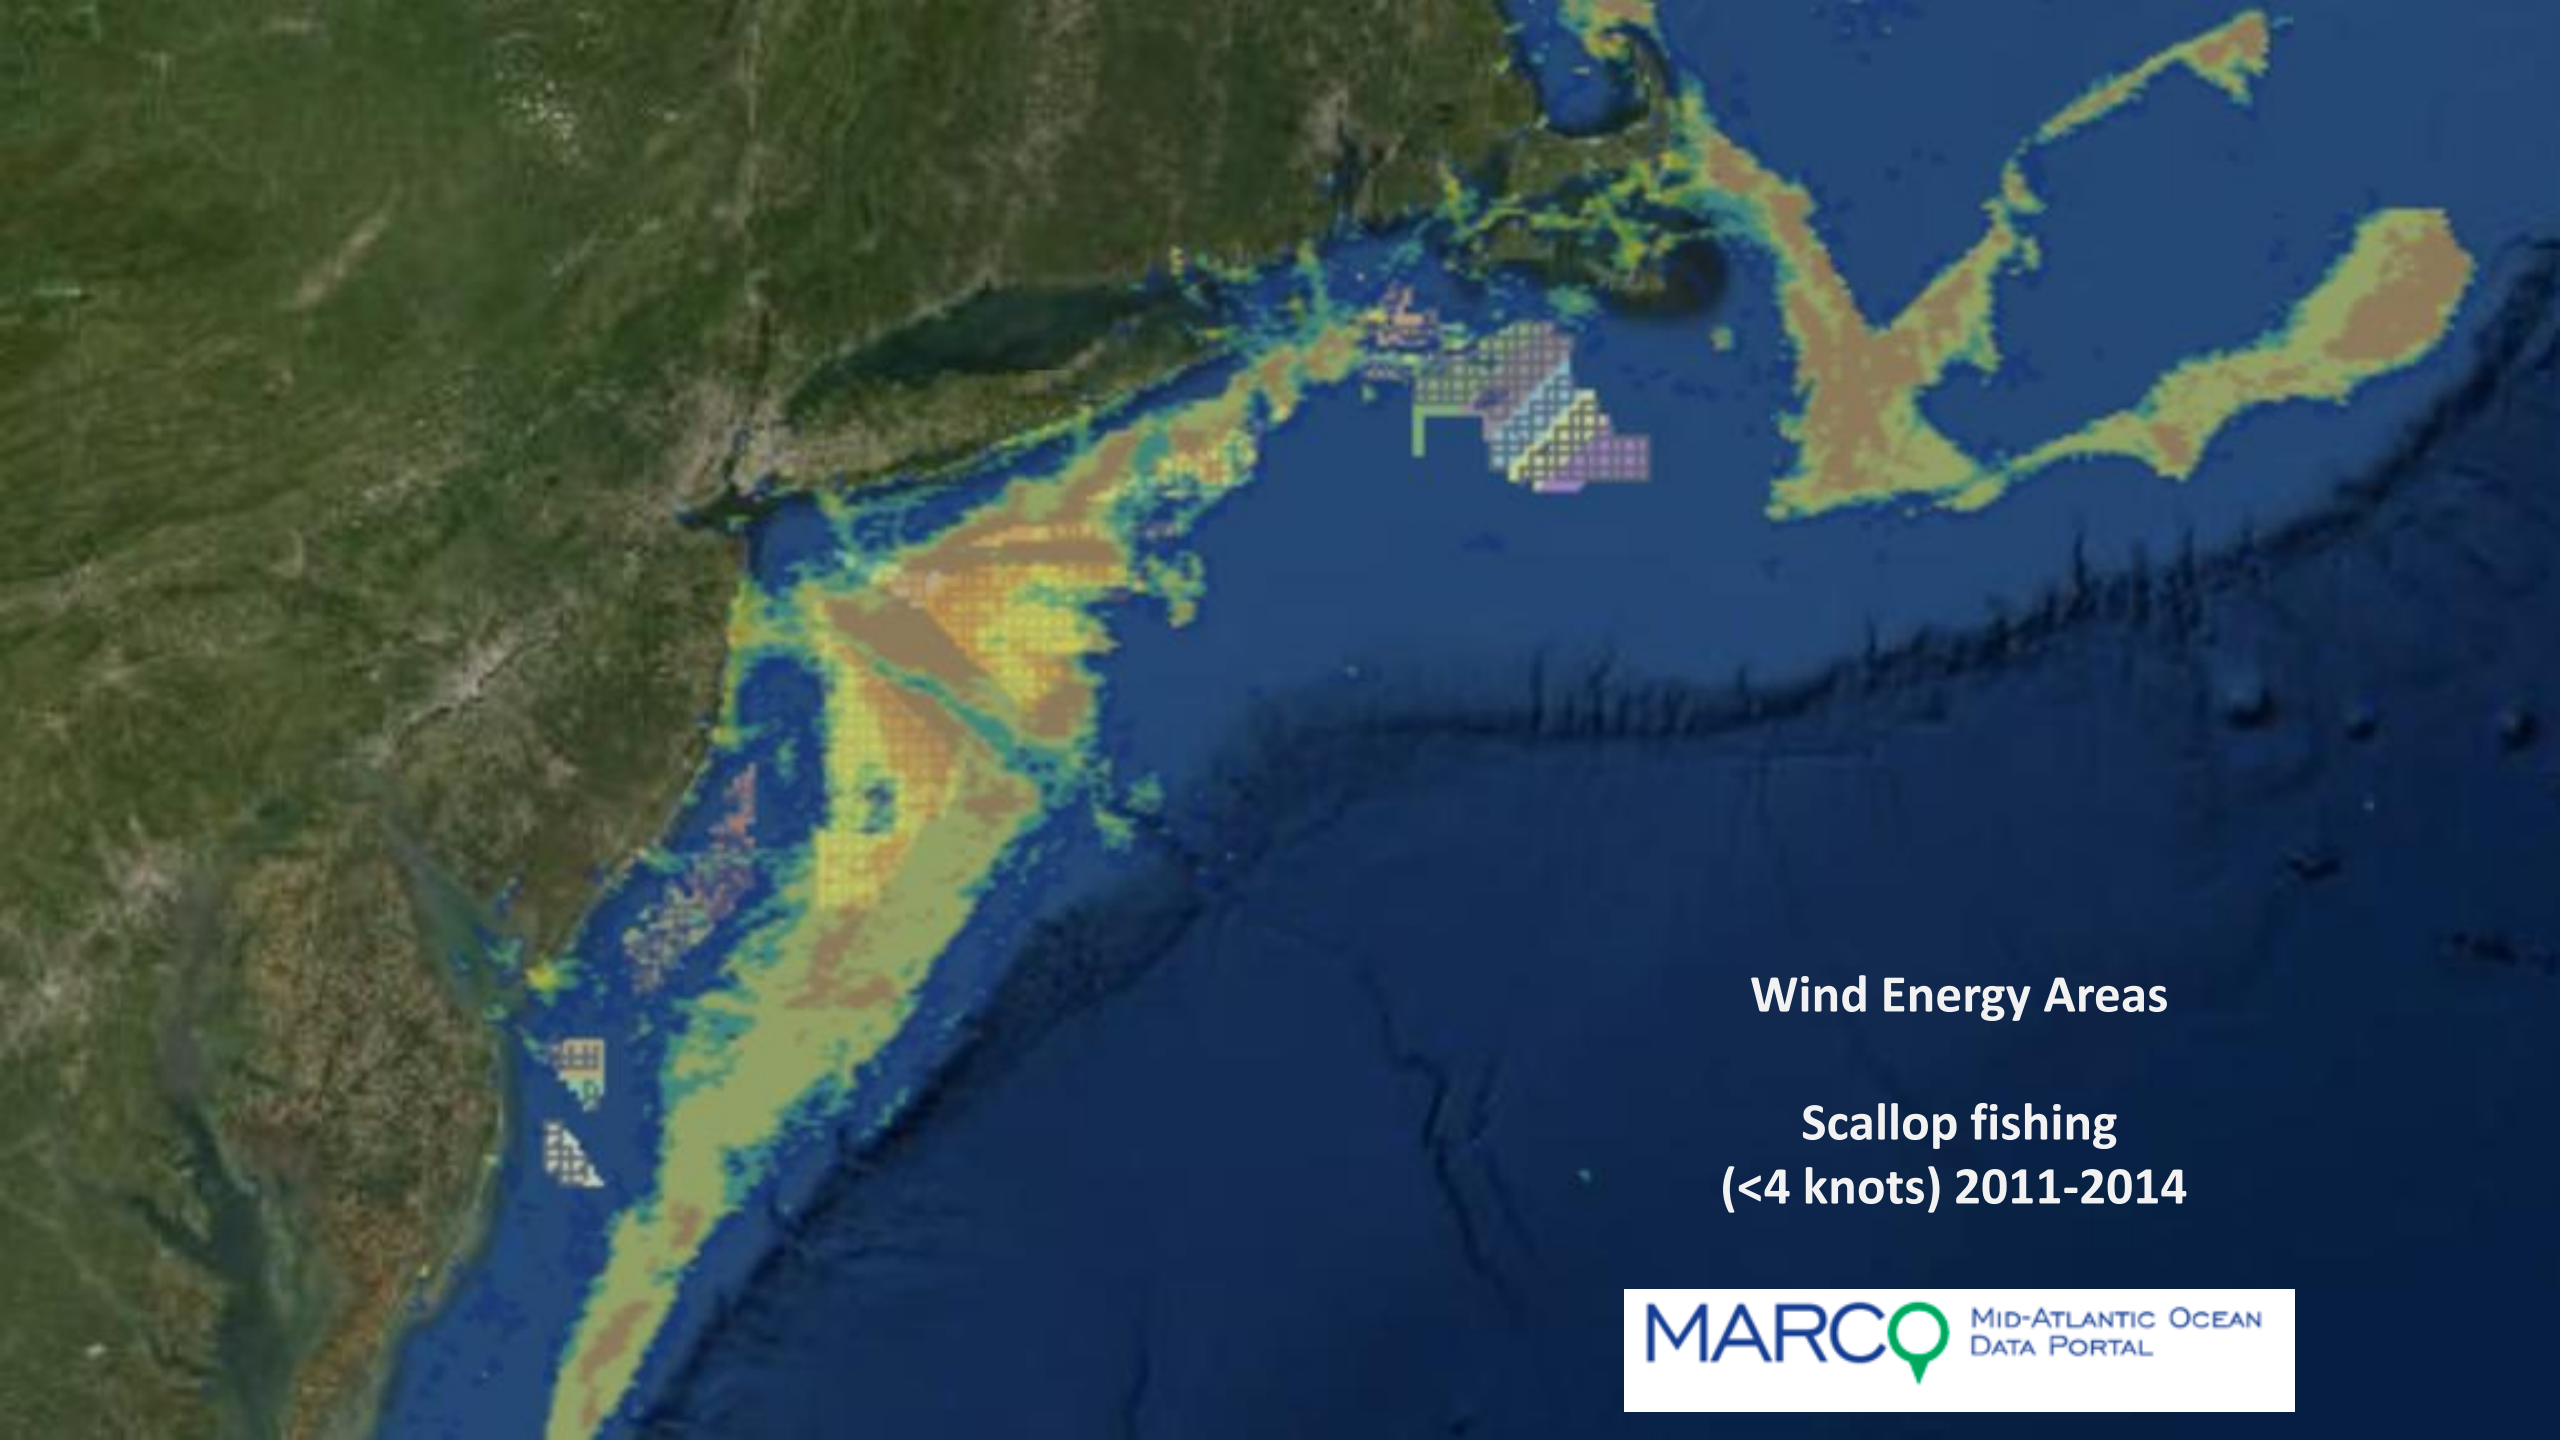 Wind Energy Areas
Scallop fishing
(<4 knots) 2011-2014
MARCO
MID-ATLANTIC OCEAN
DATA PORTAL